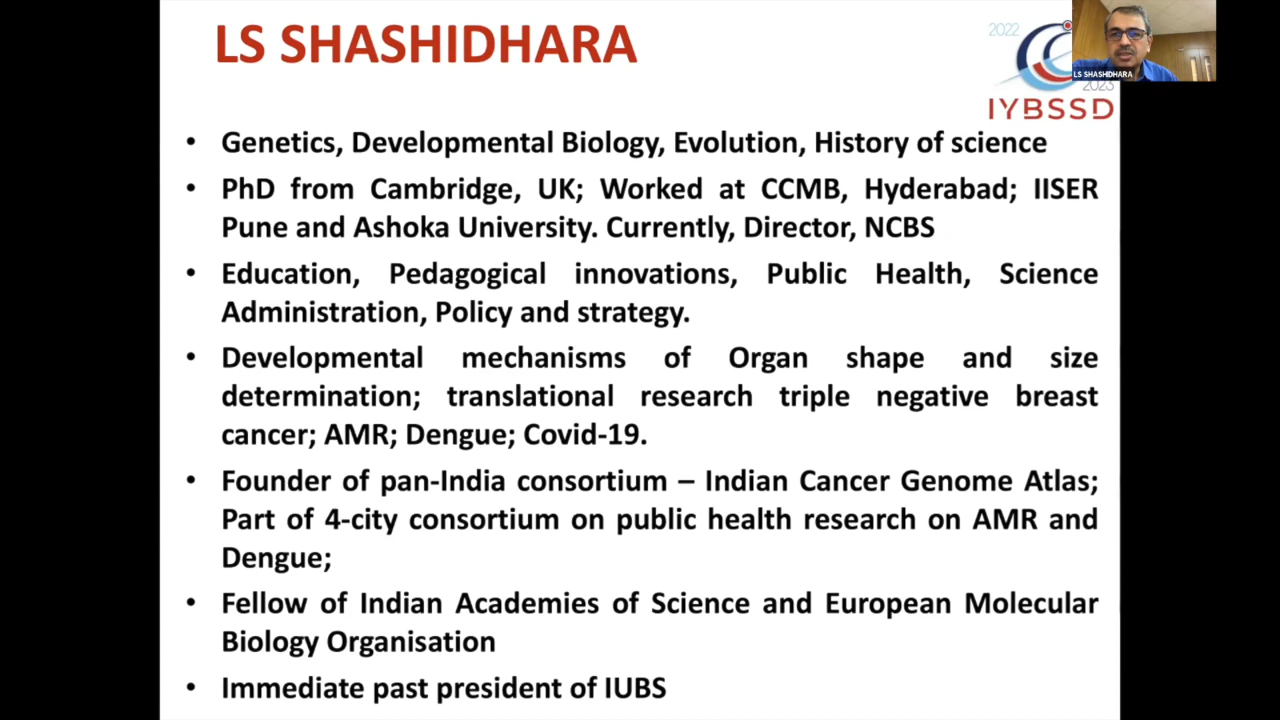 LS SHASHIDHARA
2022
LS SHASHIDHARA
2023
IYBSSD
• Genetics, Developmental Biology, Evolution, History of science
• PhD from Cambridge, UK; Worked at CCMB, Hyderabad; IISER
Pune and Ashoka University. Currently, Director, NCBS
• Education, Pedagogical innovations, Public Health, Science
Administration, Policy and strategy.
• Developmental mechanisms of Organ shape and size
determination; translational research triple negative breast
cancer; AMR; Dengue; Covid-19.
• Founder of pan-India consortium – Indian Cancer Genome Atlas;
Part of 4-city consortium on public health research on AMR and
Dengue;
• Fellow of Indian Academies of Science and European Molecular
Biology Organisation
• Immediate past president of IUBS